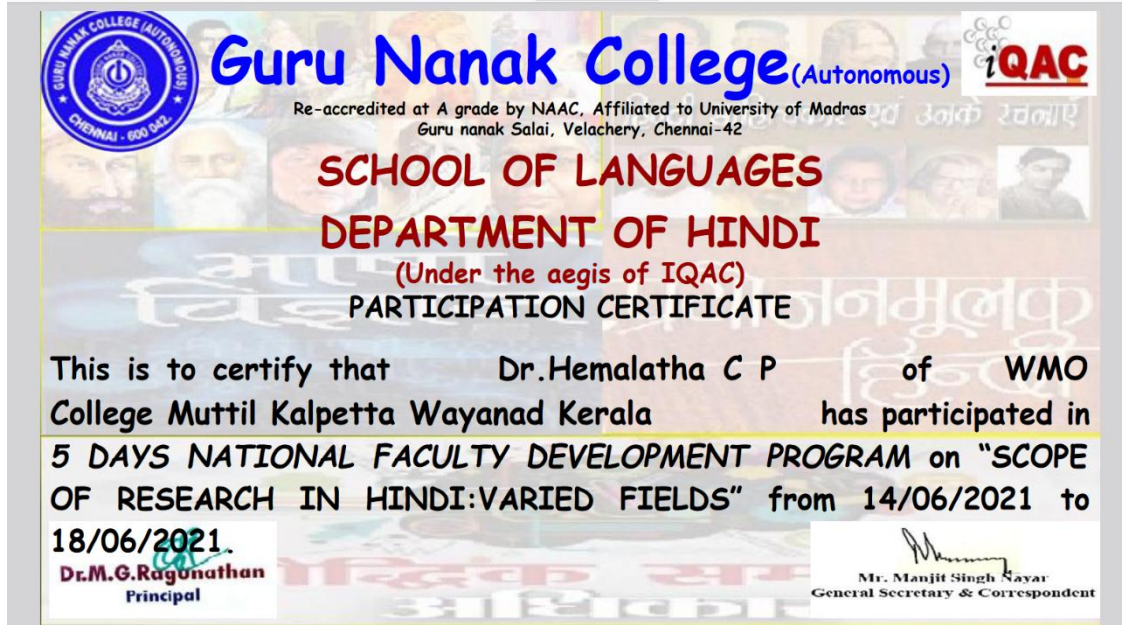 GURU NANAK COLLEGE (AUTONOMOUS)
CHENNAI - 600 042.
Guru Nanak College (Autonomous)
iQAC
Re-accredited at A grade by NAAC, Affiliated to University of Madras
Guru nanak Salai, Velachery, Chennai-42
एवं उनके रचनाएँ
SCHOOL OF LANGUAGES
DEPARTMENT OF HINDI
(Under the aegis of IQAC)
PARTICIPATION CERTIFICATE
भाषा
हिन्दी
This is to certify that Dr.Hemalatha C P of WMO
College Muttil Kalpetta Wayanad Kerala has participated in
5 DAYS NATIONAL FACULTY DEVELOPMENT PROGRAM on “SCOPE
OF RESEARCH IN HINDI:VARIED FIELDS” from 14/06/2021 to
18/06/2021.
Dr.M.G.Ragunathan
Principal
Mr. Manjit Singh Nayar
General Secretary & Correspondent
अधिकार